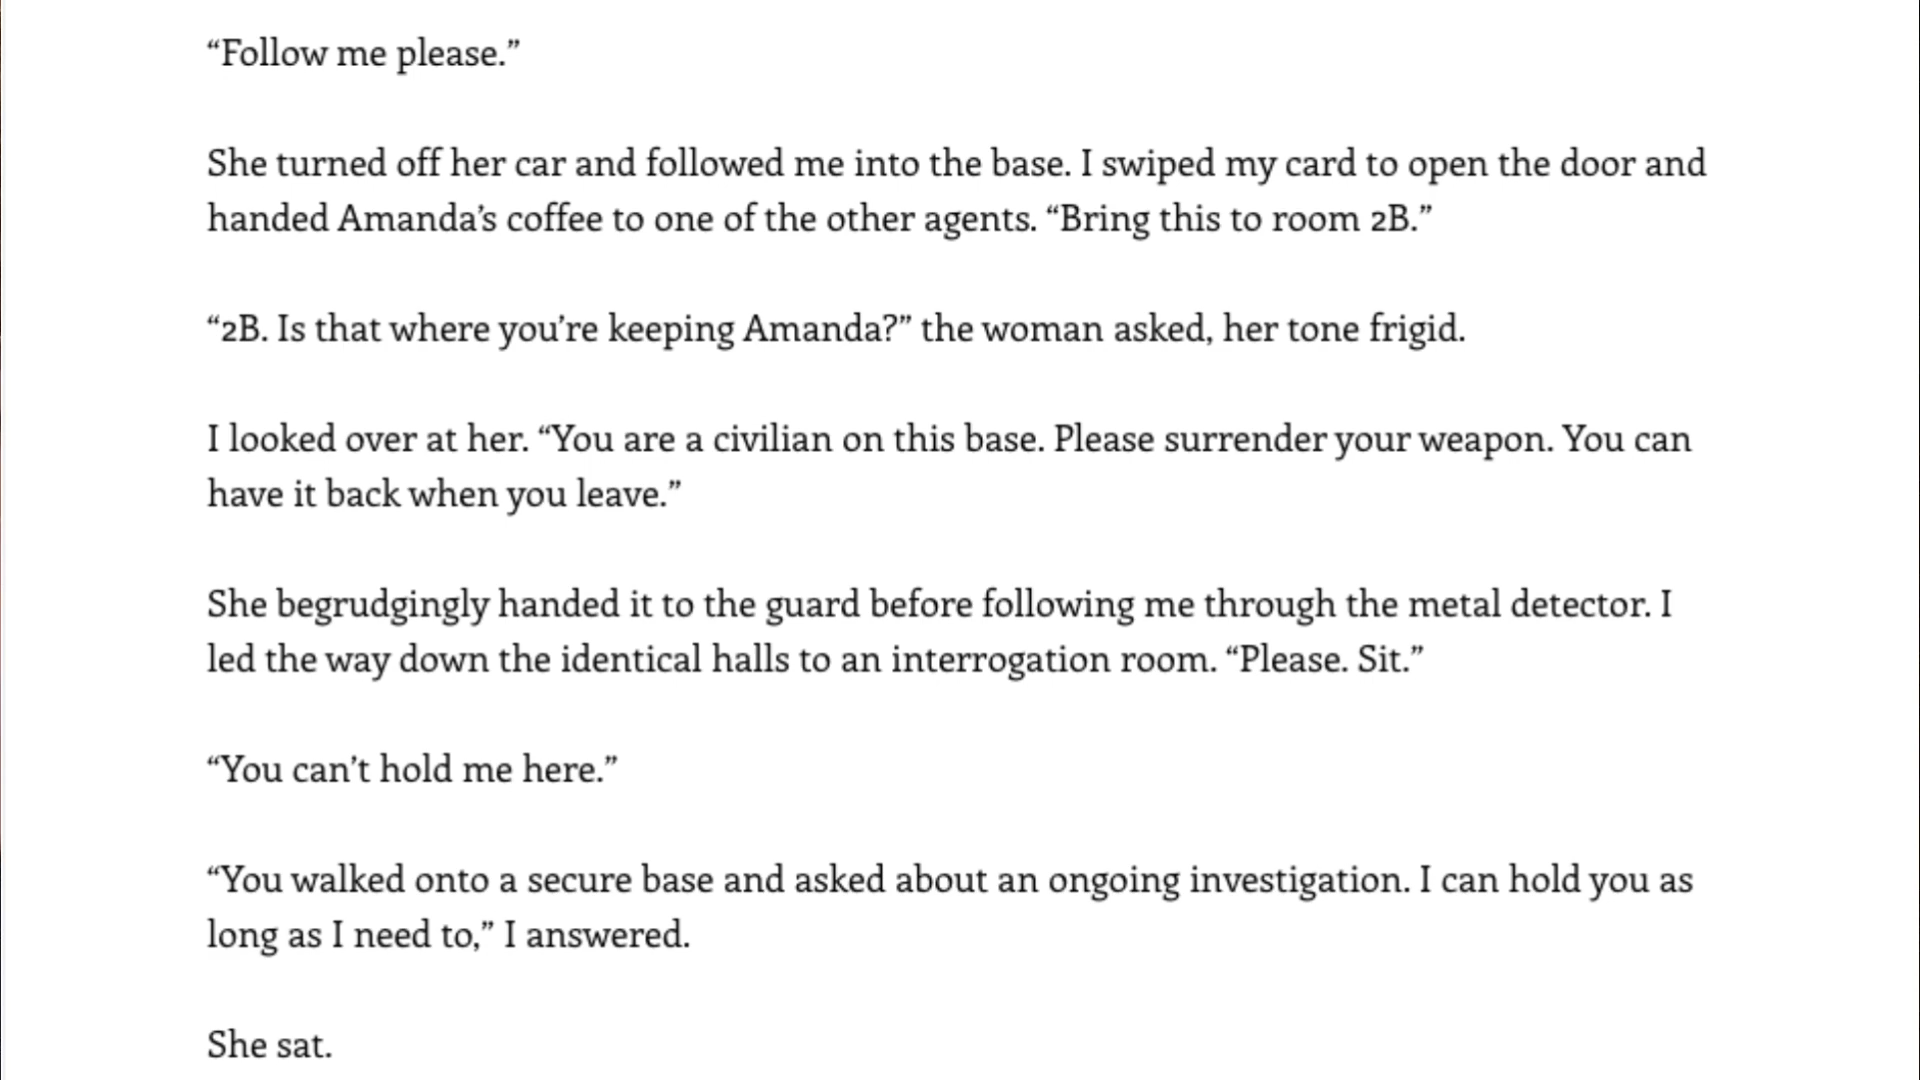 “Follow me please.”
She turned off her car and followed me into the base. I swiped my card to open the door and
handed Amanda’s coffee to one of the other agents. “Bring this to room 2B.”
“2B. Is that where you’re keeping Amanda?” the woman asked, her tone frigid.
I looked over at her. “You are a civilian on this base. Please surrender your weapon. You can
have it back when you leave.”
She begrudgingly handed it to the guard before following me through the metal detector. I
led the way down the identical halls to an interrogation room. “Please. Sit.”
“You can’t hold me here.”
“You walked onto a secure base and asked about an ongoing investigation. I can hold you as
long as I need to,” I answered.
She sat.